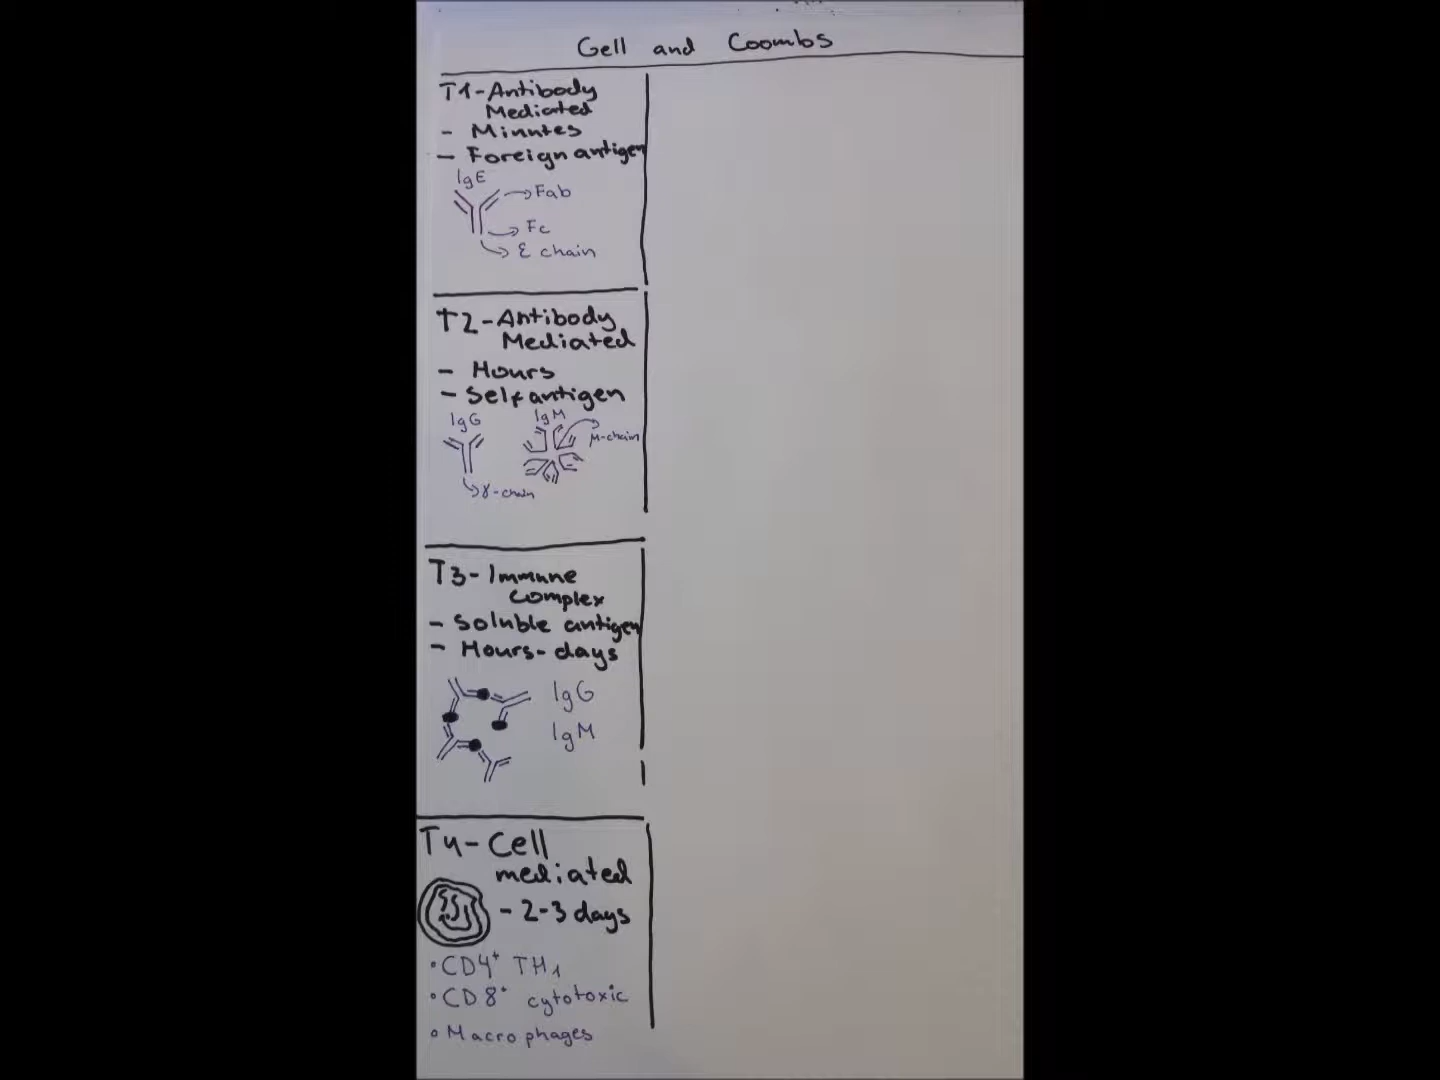 Gell and Coombs
T1-Antibody
Mediated
- Minutes
- Foreign antigen
IgE
Fab
Fc
ε chain
T2-Antibody
Mediated
- Hours
- Self antigen
IgG
IgM
μ-chain
γ-chain
T3-Immune
Complex
- Soluble antigen
- Hours-days
IgG
IgM
T4-Cell
mediated
- 2-3 days
• CD4⁺ TH1
• CD8⁺ cytotoxic
• Macrophages